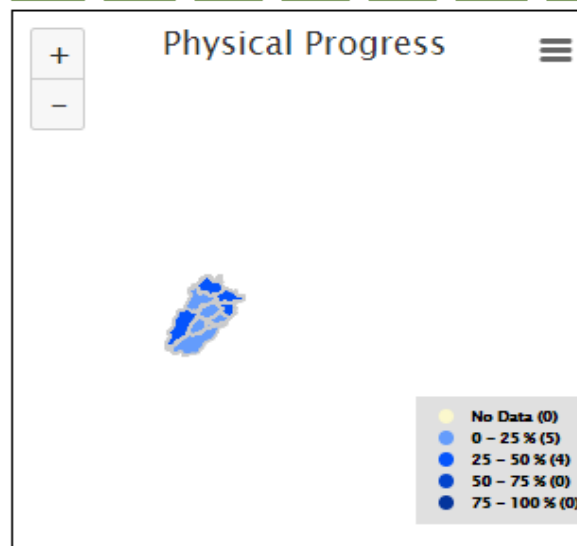 +
Physical Progress
−
No Data (0)
0 – 25 % (5)
25 – 50 % (4)
50 – 75 % (0)
75 – 100 % (0)